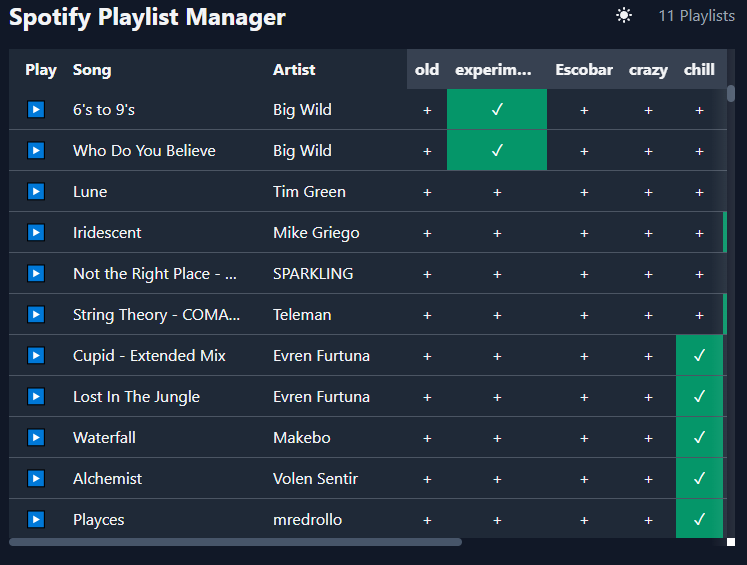 Spotify Playlist Manager 11 Playlists
Play Song Artist old experim... Escobar crazy chill
6's to 9's Big Wild + ✓ + + +
Who Do You Believe Big Wild + ✓ + + +
Lune Tim Green + + + + +
Iridescent Mike Griego + + + + +
Not the Right Place - ... SPARKLING + + + + +
String Theory - COMA... Teleman + + + + +
Cupid - Extended Mix Evren Furtuna + + + + ✓
Lost In The Jungle Evren Furtuna + + + + ✓
Waterfall Makebo + + + + ✓
Alchemist Volen Sentir + + + + ✓
Playces mredrollo + + + + ✓